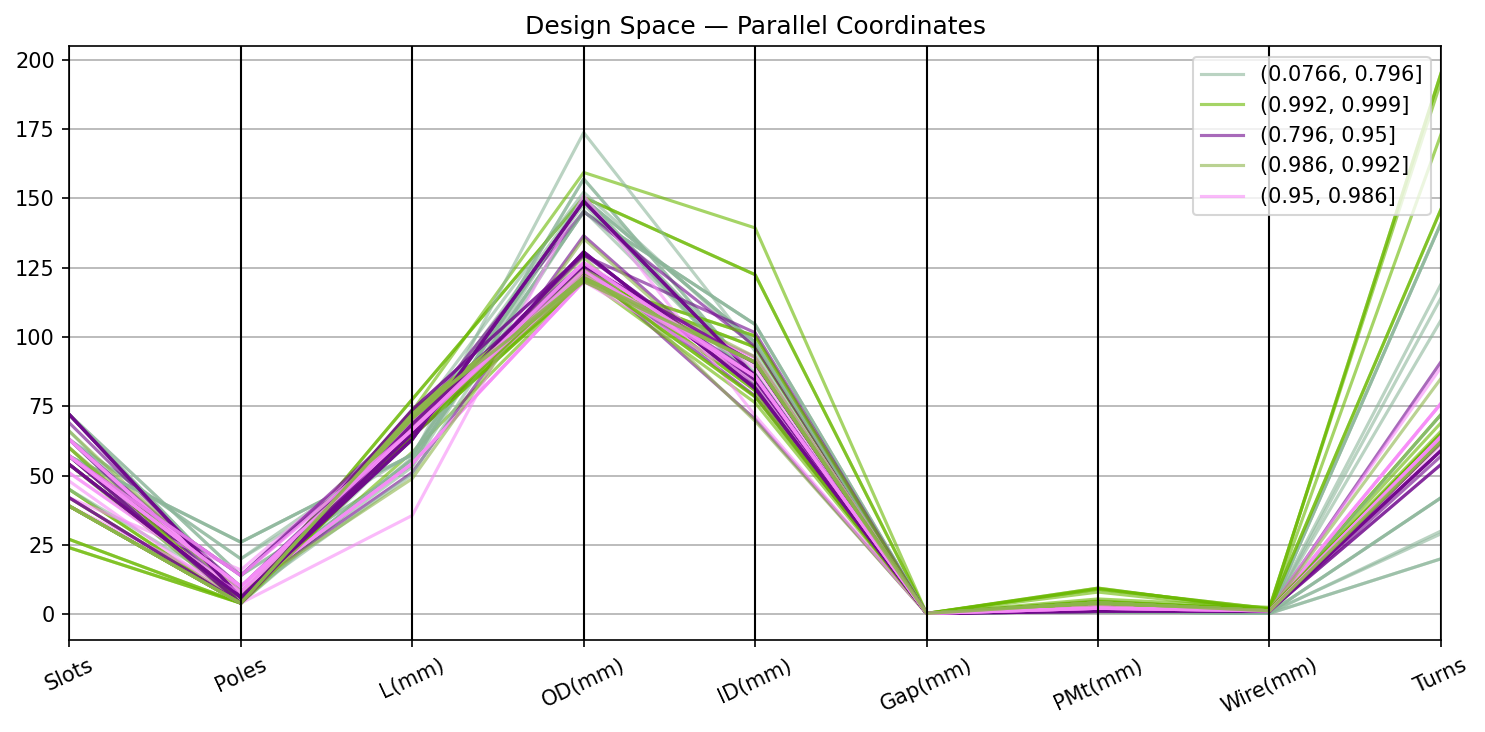 Design Space — Parallel Coordinates
200
175
150
125
100
75
50
25
0
(0.0766, 0.796]
(0.992, 0.999]
(0.796, 0.95]
(0.986, 0.992]
(0.95, 0.986]
Slots
Poles
L(mm)
OD(mm)
ID(mm)
Gap(mm)
PMt(mm)
Wire(mm)
Turns